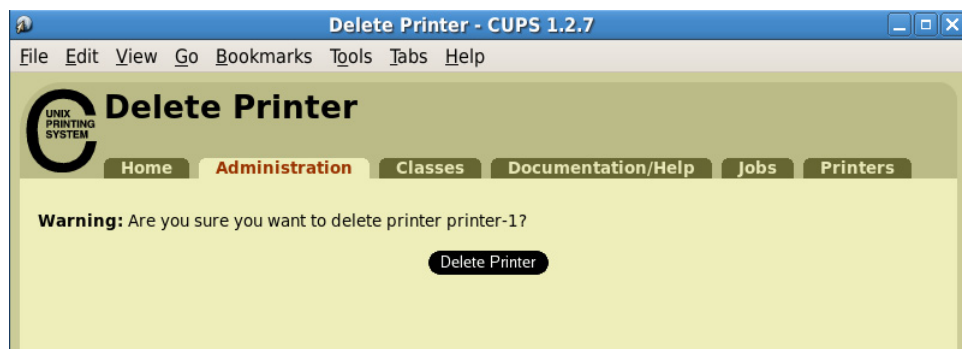 Delete Printer - CUPS 1.2.7
File Edit View Go Bookmarks Tools Tabs Help
UNIX
PRINTING
SYSTEM
Delete Printer
Home Administration Classes Documentation/Help Jobs Printers
Warning: Are you sure you want to delete printer printer-1?
Delete Printer